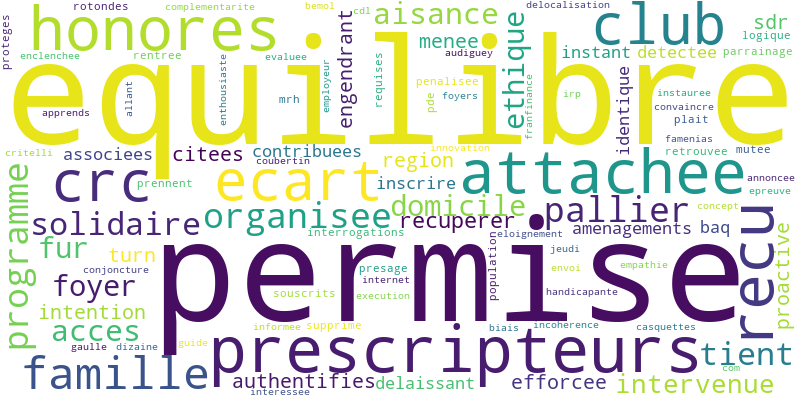 rotondes complementarite bemol delocalisation
proteges honores cdl aisance club sdr
menee logique
enclenchee rentree audiguey instant detectee parrainage
equilibre
evaluee penalisee
enthousiaste employeur engendrant requises ethique
mrh pde foyers irp instauree
apprends allant franfinance identique convaincre
plait
famenias
critelli associees citees contribuees innovation retrouvee mutee
coubertin region
crc ecart attachee annoncee
prennent inscrire epreuve
programme domicile concept
solidaire organisee recuperer pallier recu
fur interrogations eloignement amenagements baq proactive
turn population jeudi
conjoncture presage envoi empathie
foyer internet
permise
souscrits execution handicapante
intention
acces informee supprime biais incoherence casquettes
gaulle dizaine guide prescripteurs tient
com
famille authentifies delaissant efforcee intervenue
interessee